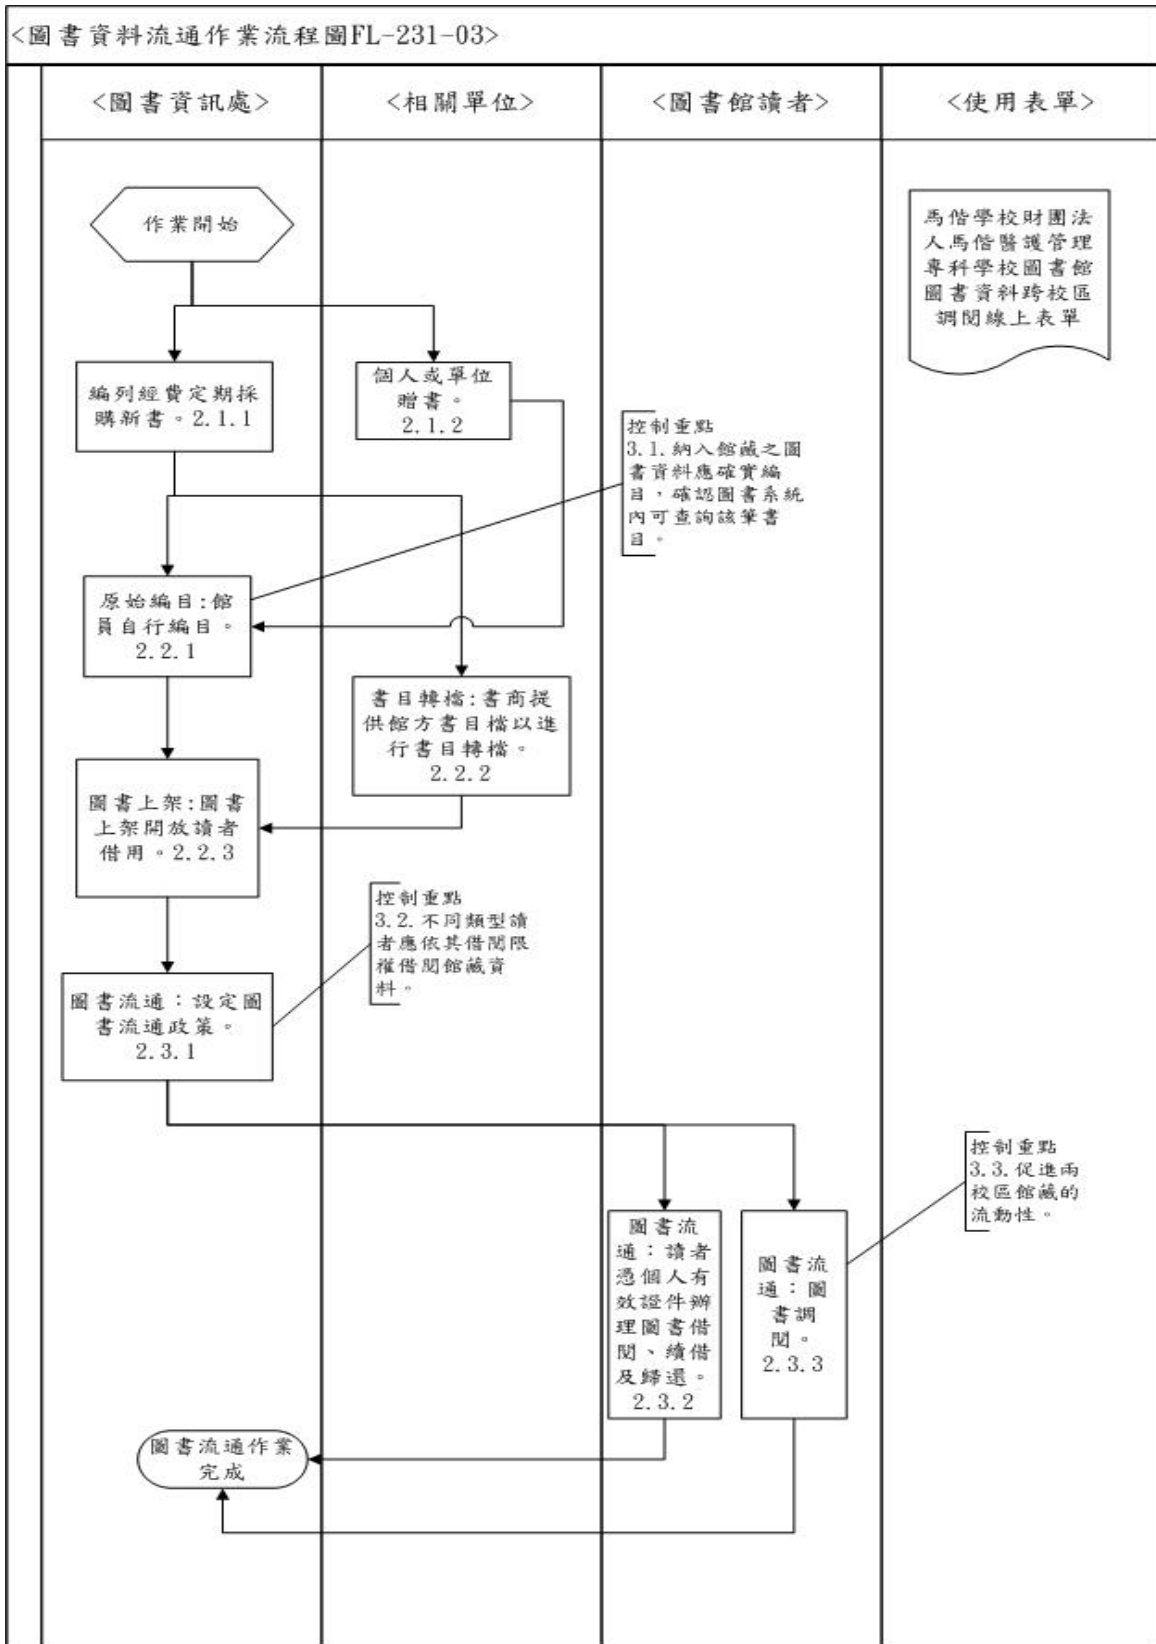 <圖書資料流通作業流程圖FL-231-03>
<圖書資訊處>
<相關單位>
<圖書館讀者>
<使用表單>
作業開始
馬偕學校財團法
人馬偕醫護管理
專科學校圖書館
圖書資料跨校區
調閱線上表單
編列經費定期採
購新書。2.1.1
個人或單位
贈書。
2.1.2
控制重點
3.1.納入館藏之圖
書資料應確實編
目，確認圖書系統
內可查詢該筆書
目。
原始編目:館
員自行編目。
2.2.1
書目轉檔:書商提
供館方書目檔以進
行書目轉檔。
2.2.2
圖書上架:圖書
上架開放讀者
借用。2.2.3
控制重點
3.2.不同類型讀
者應依其借閱限
權借閱館藏資
料。
圖書流通：設定圖
書流通政策。
2.3.1
控制重點
3.3.促進兩
校區館藏的
流動性。
圖書流
通：讀者
憑個人有
效證件辦
理圖書借
閱、續借
及歸還。
2.3.2
圖書流
通：圖
書調
閱。
2.3.3
圖書流通作業
完成